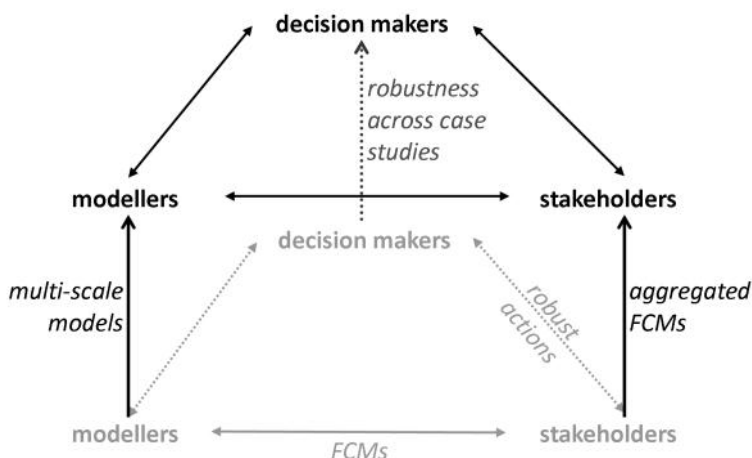 decision makers
robustness
across case
studies
modellers
stakeholders
decision makers
multi-scale
models
robust
actions
aggregated
FCMs
modellers
stakeholders
FCMs